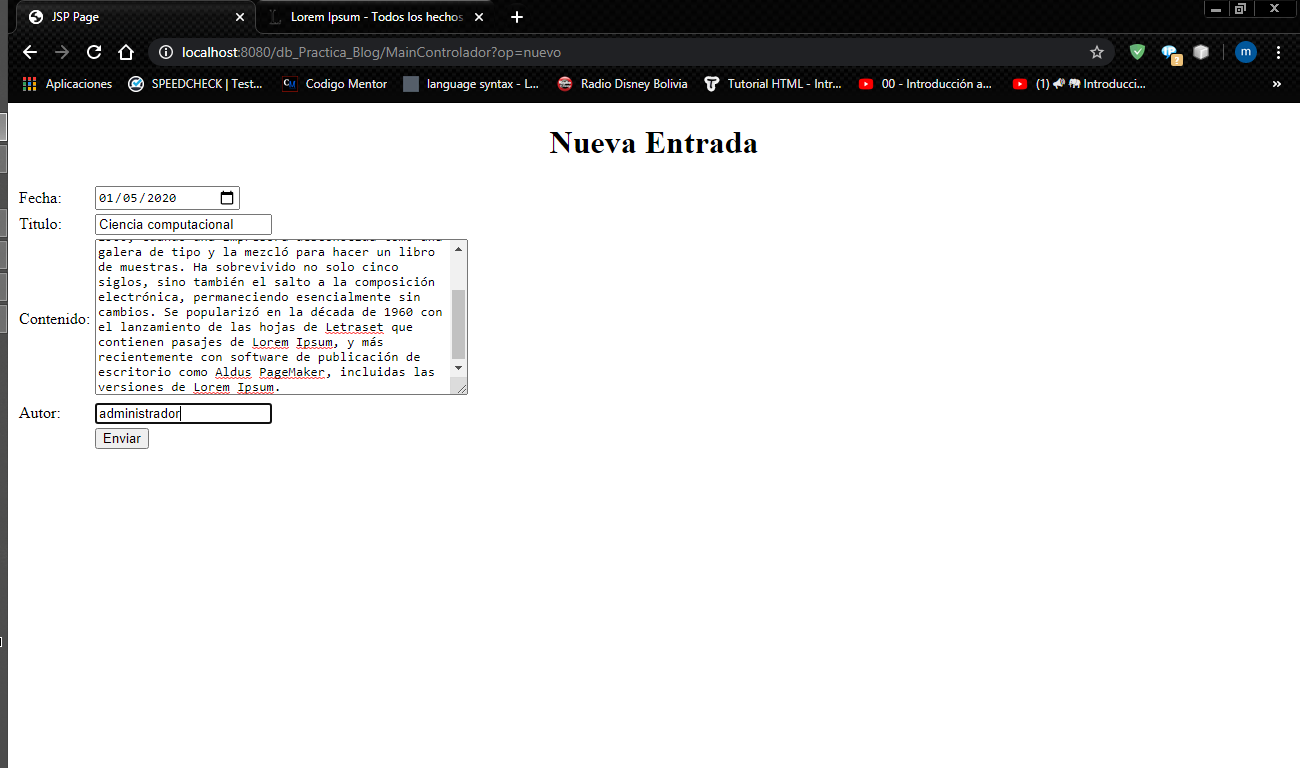 JSP Page
Lorem Ipsum - Todos los hechos
localhost:8080/db_Practica_Blog/MainControlador?op=nuevo
m
Aplicaciones
SPEEDCHECK | Test...
CM
Codigo Mentor
language syntax - L...
Radio Disney Bolivia
Tutorial HTML - Intr...
00 - Introducción a...
(1) 📢 🐘 Introducci...
»
Nueva Entrada
Fecha:
01/05/2020
Titulo:
Ciencia computacional
Contenido:
galera de tipo y la mezcló para hacer un libro
de muestras. Ha sobrevivido no solo cinco
siglos, sino también el salto a la composición
electrónica, permaneciendo esencialmente sin
cambios. Se popularizó en la década de 1960 con
el lanzamiento de las hojas de Letraset que
contienen pasajes de Lorem Ipsum, y más
recientemente con software de publicación de
escritorio como Aldus PageMaker, incluidas las
versiones de Lorem Ipsum.
Autor:
administrador
Enviar